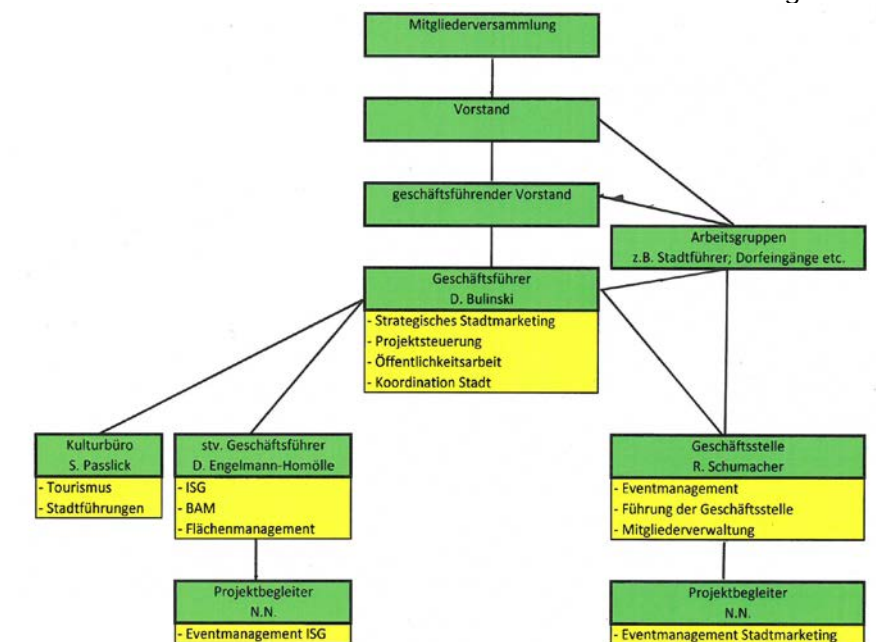 g
Mitgliederversammlung
Vorstand
geschäftsführender Vorstand
Arbeitsgruppen
z.B. Stadtführer; Dorfeingänge etc.
Geschäftsführer
D. Bulinski
- Strategisches Stadtmarketing
- Projektsteuerung
- Öffentlichkeitsarbeit
- Koordination Stadt
Kulturbüro
S. Passlick
- Tourismus
- Stadtführungen
stv. Geschäftsführer
D. Engelmann-Homölle
- ISG
- BAM
- Flächenmanagement
Geschäftsstelle
R. Schumacher
- Eventmanagement
- Führung der Geschäftsstelle
- Mitgliederverwaltung
Projektbegleiter
N.N.
- Eventmanagement ISG
Projektbegleiter
N.N.
- Eventmanagement Stadtmarketing